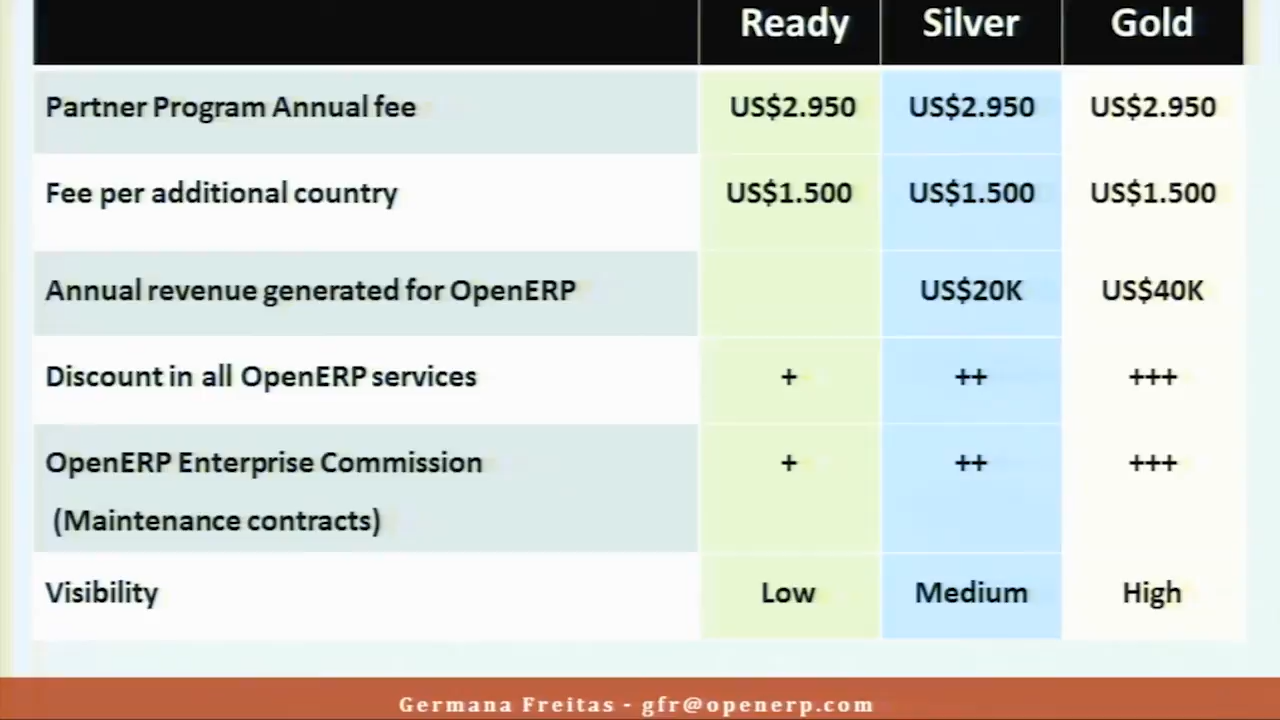 Ready Silver Gold
Partner Program Annual fee US$2.950 US$2.950 US$2.950
Fee per additional country US$1.500 US$1.500 US$1.500
Annual revenue generated for OpenERP US$20K US$40K
Discount in all OpenERP services + ++ +++
OpenERP Enterprise Commission + ++ +++
(Maintenance contracts)
Visibility Low Medium High
Germana Freitas - gfr@openerp.com